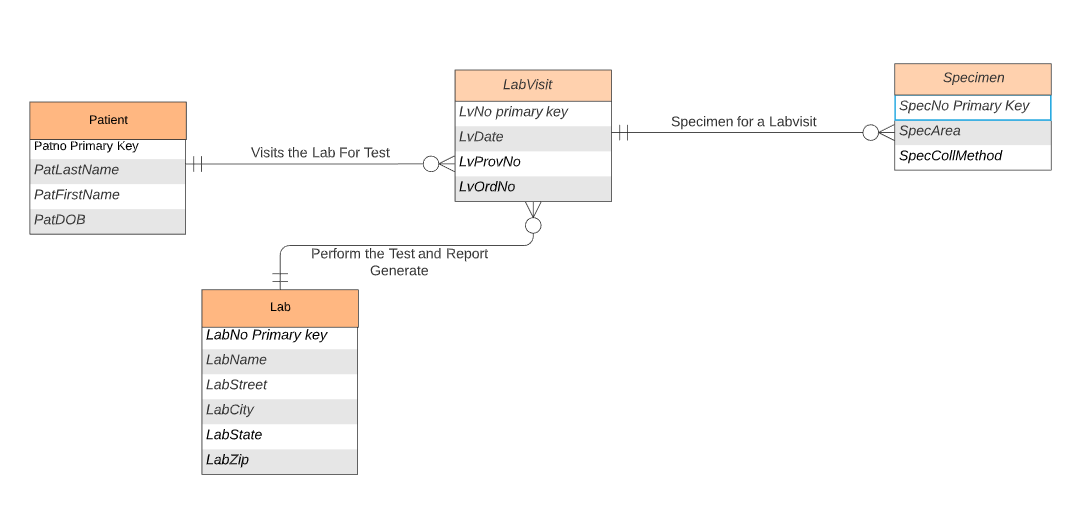 Patient
Patno Primary Key
PatLastName
PatFirstName
PatDOB
Visits the Lab For Test
LabVisit
LvNo primary key
LvDate
LvProvNo
LvOrdNo
Specimen for a Labvisit
Specimen
SpecNo Primary Key
SpecArea
SpecCollMethod
Perform the Test and Report
Generate
Lab
LabNo Primary key
LabName
LabStreet
LabCity
LabState
LabZip